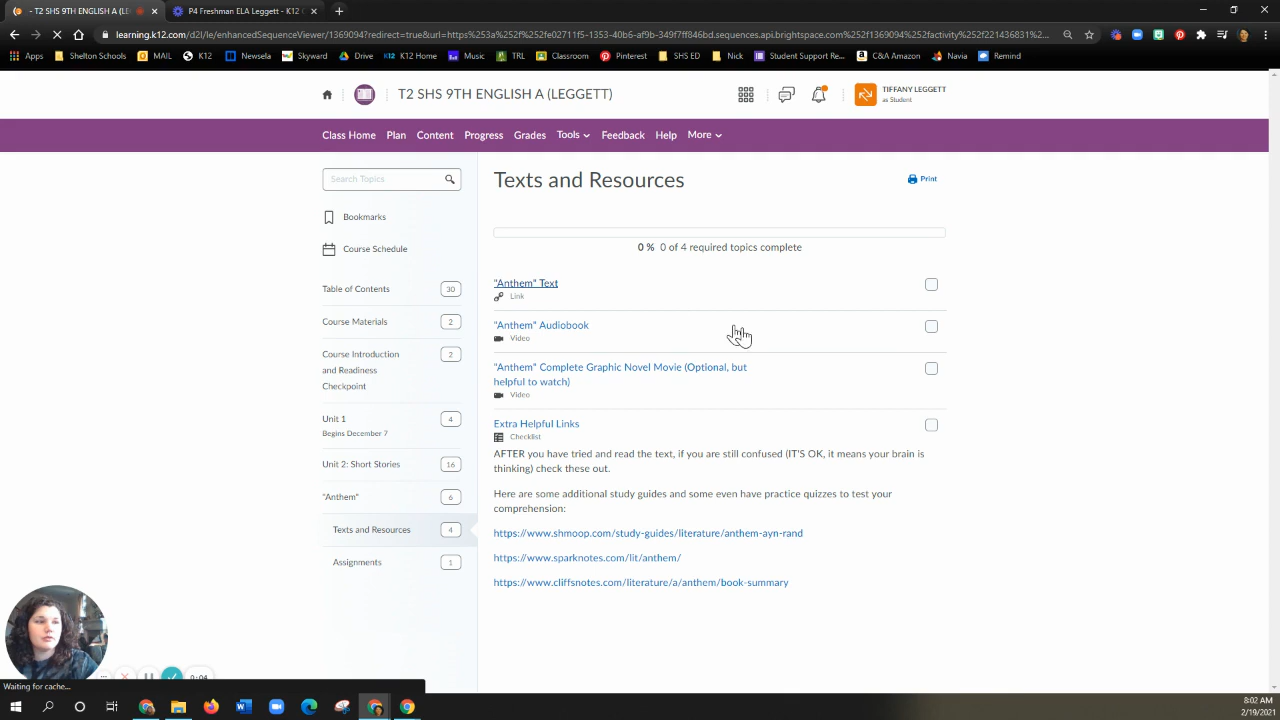 - T2 SHS 9TH ENGLISH A (LE
P4 Freshman ELA Leggett - K12
learning.k12.com/d2l/le/enhancedSequenceViewer/1369094?redirect=true&url=https%253a%252f%252fe02711f5-1353-40b6-af9b-349f7ff846bd.sequences.api.brightspace.com%252f1369094%252factivity%252f221436831%2...
Apps
Shelton Schools
MAIL
K12
Newsela
Skyward
Drive
K12 Home
Music
TRL
Classroom
Pinterest
SHS ED
Nick
Student Support Re...
C&A Amazon
Navia
Remind
T2 SHS 9TH ENGLISH A (LEGGETT)
TIFFANY LEGGETT
as Student
Class Home
Plan
Content
Progress
Grades
Tools
Feedback
Help
More
Search Topics
Bookmarks
Course Schedule
Table of Contents 30
Course Materials 2
Course Introduction 2
and Readiness
Checkpoint
Unit 1 4
Begins December 7
Unit 2: Short Stories 16
"Anthem" 6
Texts and Resources 4
Assignments 1
Texts and Resources
Print
0 % 0 of 4 required topics complete
"Anthem" Text
Link
"Anthem" Audiobook
Video
"Anthem" Complete Graphic Novel Movie (Optional, but
helpful to watch)
Video
Extra Helpful Links
Checklist
AFTER you have tried and read the text, if you are still confused (IT'S OK, it means your brain is
thinking) check these out.
Here are some additional study guides and some even have practice quizzes to test your
comprehension:
https://www.shmoop.com/study-guides/literature/anthem-ayn-rand
https://www.sparknotes.com/lit/anthem/
https://www.cliffsnotes.com/literature/a/anthem/book-summary
0:04
Waiting for cache...
8:02 AM
2/19/2021